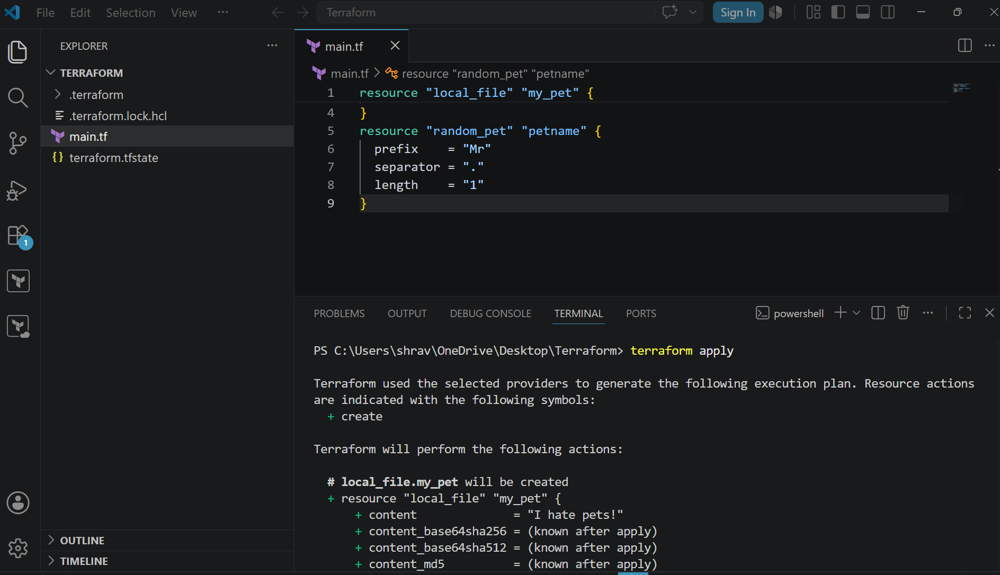 File Edit Selection View ···
Terraform
Sign In
EXPLORER
TERRAFORM
.terraform
.terraform.lock.hcl
main.tf
{} terraform.tfstate
1
OUTLINE
TIMELINE
main.tf
main.tf > resource "random_pet" "petname"
1 resource "local_file" "my_pet" {
4 }
5 resource "random_pet" "petname" {
6 prefix = "Mr"
7 separator = "."
8 length = "1"
9 }
PROBLEMS OUTPUT DEBUG CONSOLE TERMINAL PORTS
powershell
PS C:\Users\shrav\OneDrive\Desktop\Terraform> terraform apply
Terraform used the selected providers to generate the following execution plan. Resource actions
are indicated with the following symbols:
+ create
Terraform will perform the following actions:
# local_file.my_pet will be created
+ resource "local_file" "my_pet" {
+ content = "I hate pets!"
+ content_base64sha256 = (known after apply)
+ content_base64sha512 = (known after apply)
+ content_md5 = (known after apply)